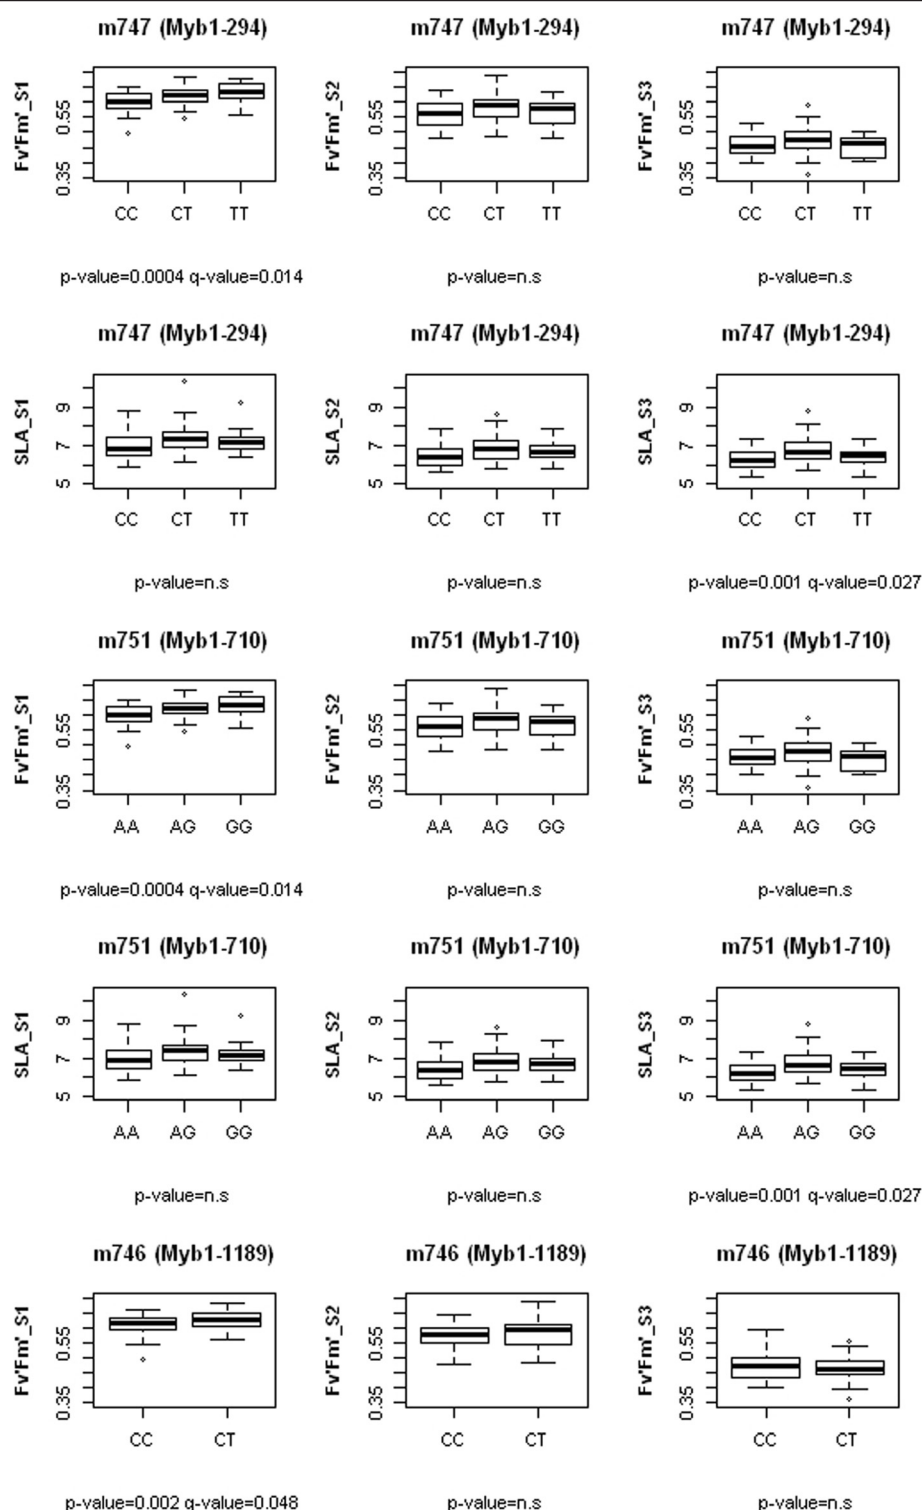 m747 (Myb1-294) m747 (Myb1-294) m747 (Myb1-294)
Fv'Fm'_S1 0.35 0.55 Fv'Fm'_S2 0.35 0.55 Fv'Fm'_S3 0.35 0.55
CC CT TT CC CT TT CC CT TT
p-value=0.0004 q-value=0.014 p-value=n.s p-value=n.s
m747 (Myb1-294) m747 (Myb1-294) m747 (Myb1-294)
SLA_S1 5 7 9 SLA_S2 5 7 9 SLA_S3 5 7 9
CC CT TT CC CT TT CC CT TT
p-value=n.s p-value=n.s p-value=0.001 q-value=0.027
m751 (Myb1-710) m751 (Myb1-710) m751 (Myb1-710)
Fv'Fm'_S1 0.35 0.55 Fv'Fm'_S2 0.35 0.55 Fv'Fm'_S3 0.35 0.55
AA AG GG AA AG GG AA AG GG
p-value=0.0004 q-value=0.014 p-value=n.s p-value=n.s
m751 (Myb1-710) m751 (Myb1-710) m751 (Myb1-710)
SLA_S1 5 7 9 SLA_S2 5 7 9 SLA_S3 5 7 9
AA AG GG AA AG GG AA AG GG
p-value=n.s p-value=n.s p-value=0.001 q-value=0.027
m746 (Myb1-1189) m746 (Myb1-1189) m746 (Myb1-1189)
Fv'Fm'_S1 0.35 0.55 Fv'Fm'_S2 0.35 0.55 Fv'Fm'_S3 0.35 0.55
CC CT CC CT CC CT
p-value=0.002 q-value=0.048 p-value=n.s p-value=n.s